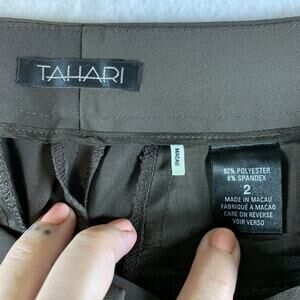 TAHARI
MACAU
92% POLYESTER
8% SPANDEX
2
MADE IN MACAU
FABRIQUÉ A MACAO
CARE ON REVERSE
VOIR VERSO